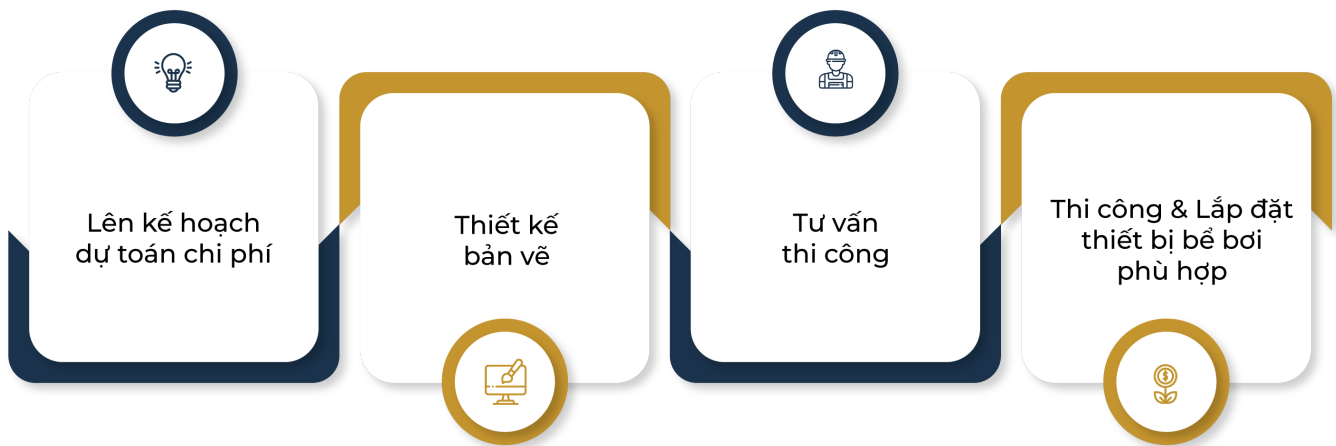 Lên kế hoạch
dự toán chi phí
Thiết kế
bản vẽ
Tư vấn
thi công
Thi công & Lắp đặt
thiết bị bể bơi
phù hợp